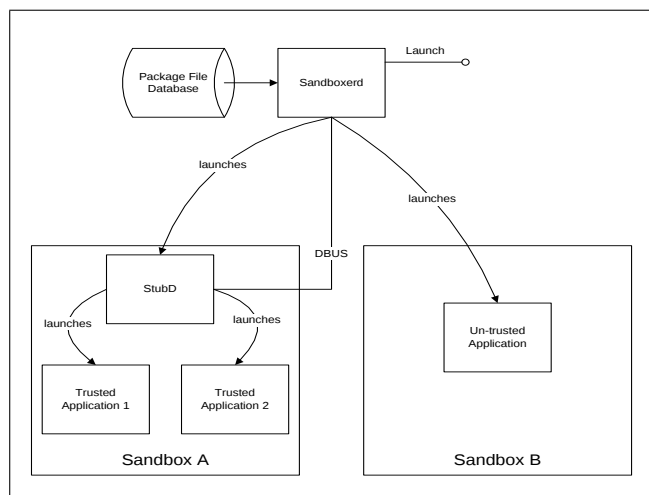 Launch
Package File
Database
Sandboxerd
launches
launches
DBUS
StubD
launches
launches
Un-trusted
Application
Trusted
Application 1
Trusted
Application 2
Sandbox A
Sandbox B